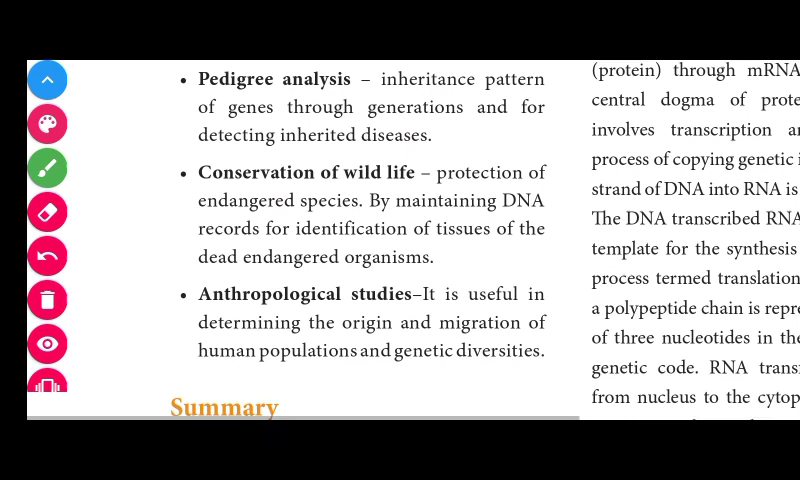 • Pedigree analysis – inheritance pattern
of genes through generations and for
detecting inherited diseases.
• Conservation of wild life – protection of
endangered species. By maintaining DNA
records for identification of tissues of the
dead endangered organisms.
• Anthropological studies–It is useful in
determining the origin and migration of
human populations and genetic diversities.
Summary
(protein) through mRNA
central dogma of
involves transcription
process of copying genetic
strand of DNA into RNA is
The DNA transcribed RNA
template for the synthesis
process termed translation
a polypeptide chain is
of three nucleotides in the
genetic code. RNA
from nucleus to the